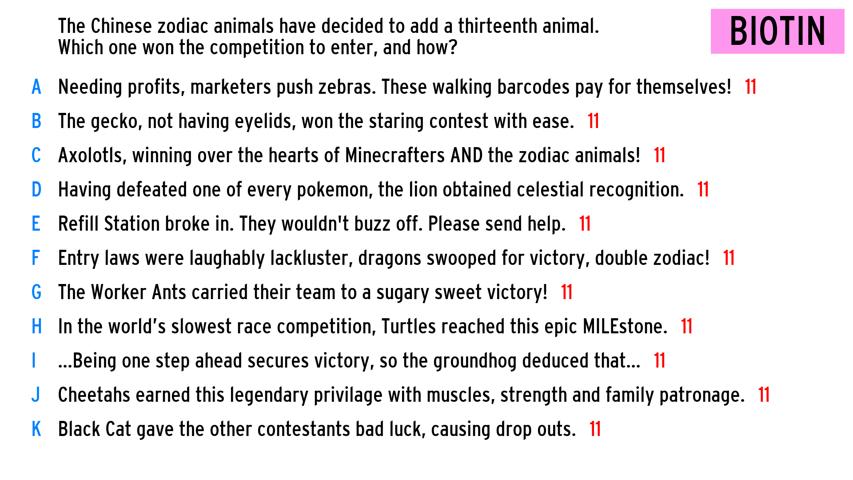 The Chinese zodiac animals have decided to add a thirteenth animal.
Which one won the competition to enter, and how?
BIOTIN
A Needing profits, marketers push zebras. These walking barcodes pay for themselves! 11
B The gecko, not having eyelids, won the staring contest with ease. 11
C Axolotls, winning over the hearts of Minecrafters AND the zodiac animals! 11
D Having defeated one of every pokemon, the lion obtained celestial recognition. 11
E Refill Station broke in. They wouldn't buzz off. Please send help. 11
F Entry laws were laughably lackluster, dragons swooped for victory, double zodiac! 11
G The Worker Ants carried their team to a sugary sweet victory! 11
H In the world's slowest race competition, Turtles reached this epic MILEstone. 11
I ...Being one step ahead secures victory, so the groundhog deduced that... 11
J Cheetahs earned this legendary privilage with muscles, strength and family patronage. 11
K Black Cat gave the other contestants bad luck, causing drop outs. 11